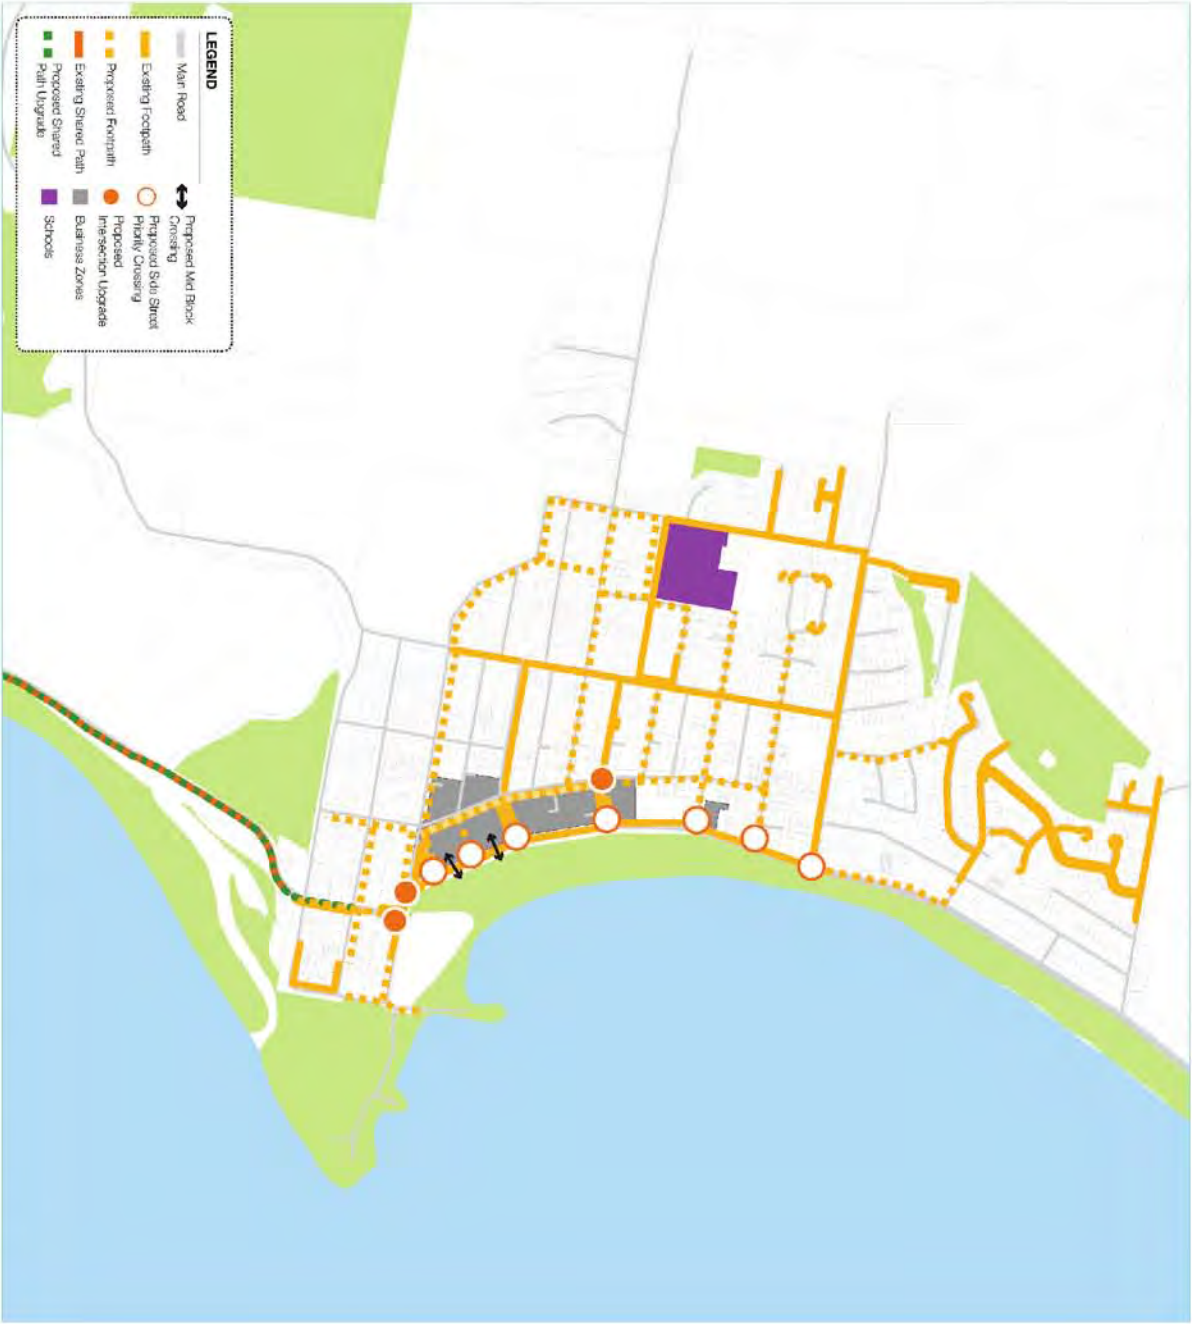 LEGEND
Main Road
Existing Footpath
Proposed Footpath
Existing Shared Path
Proposed Shared
Path Upgrade
Proposed Mid Block
Crossing
Proposed Side Street
Priority Crossing
Proposed
Intersection Upgrade
Business Zones
Schools